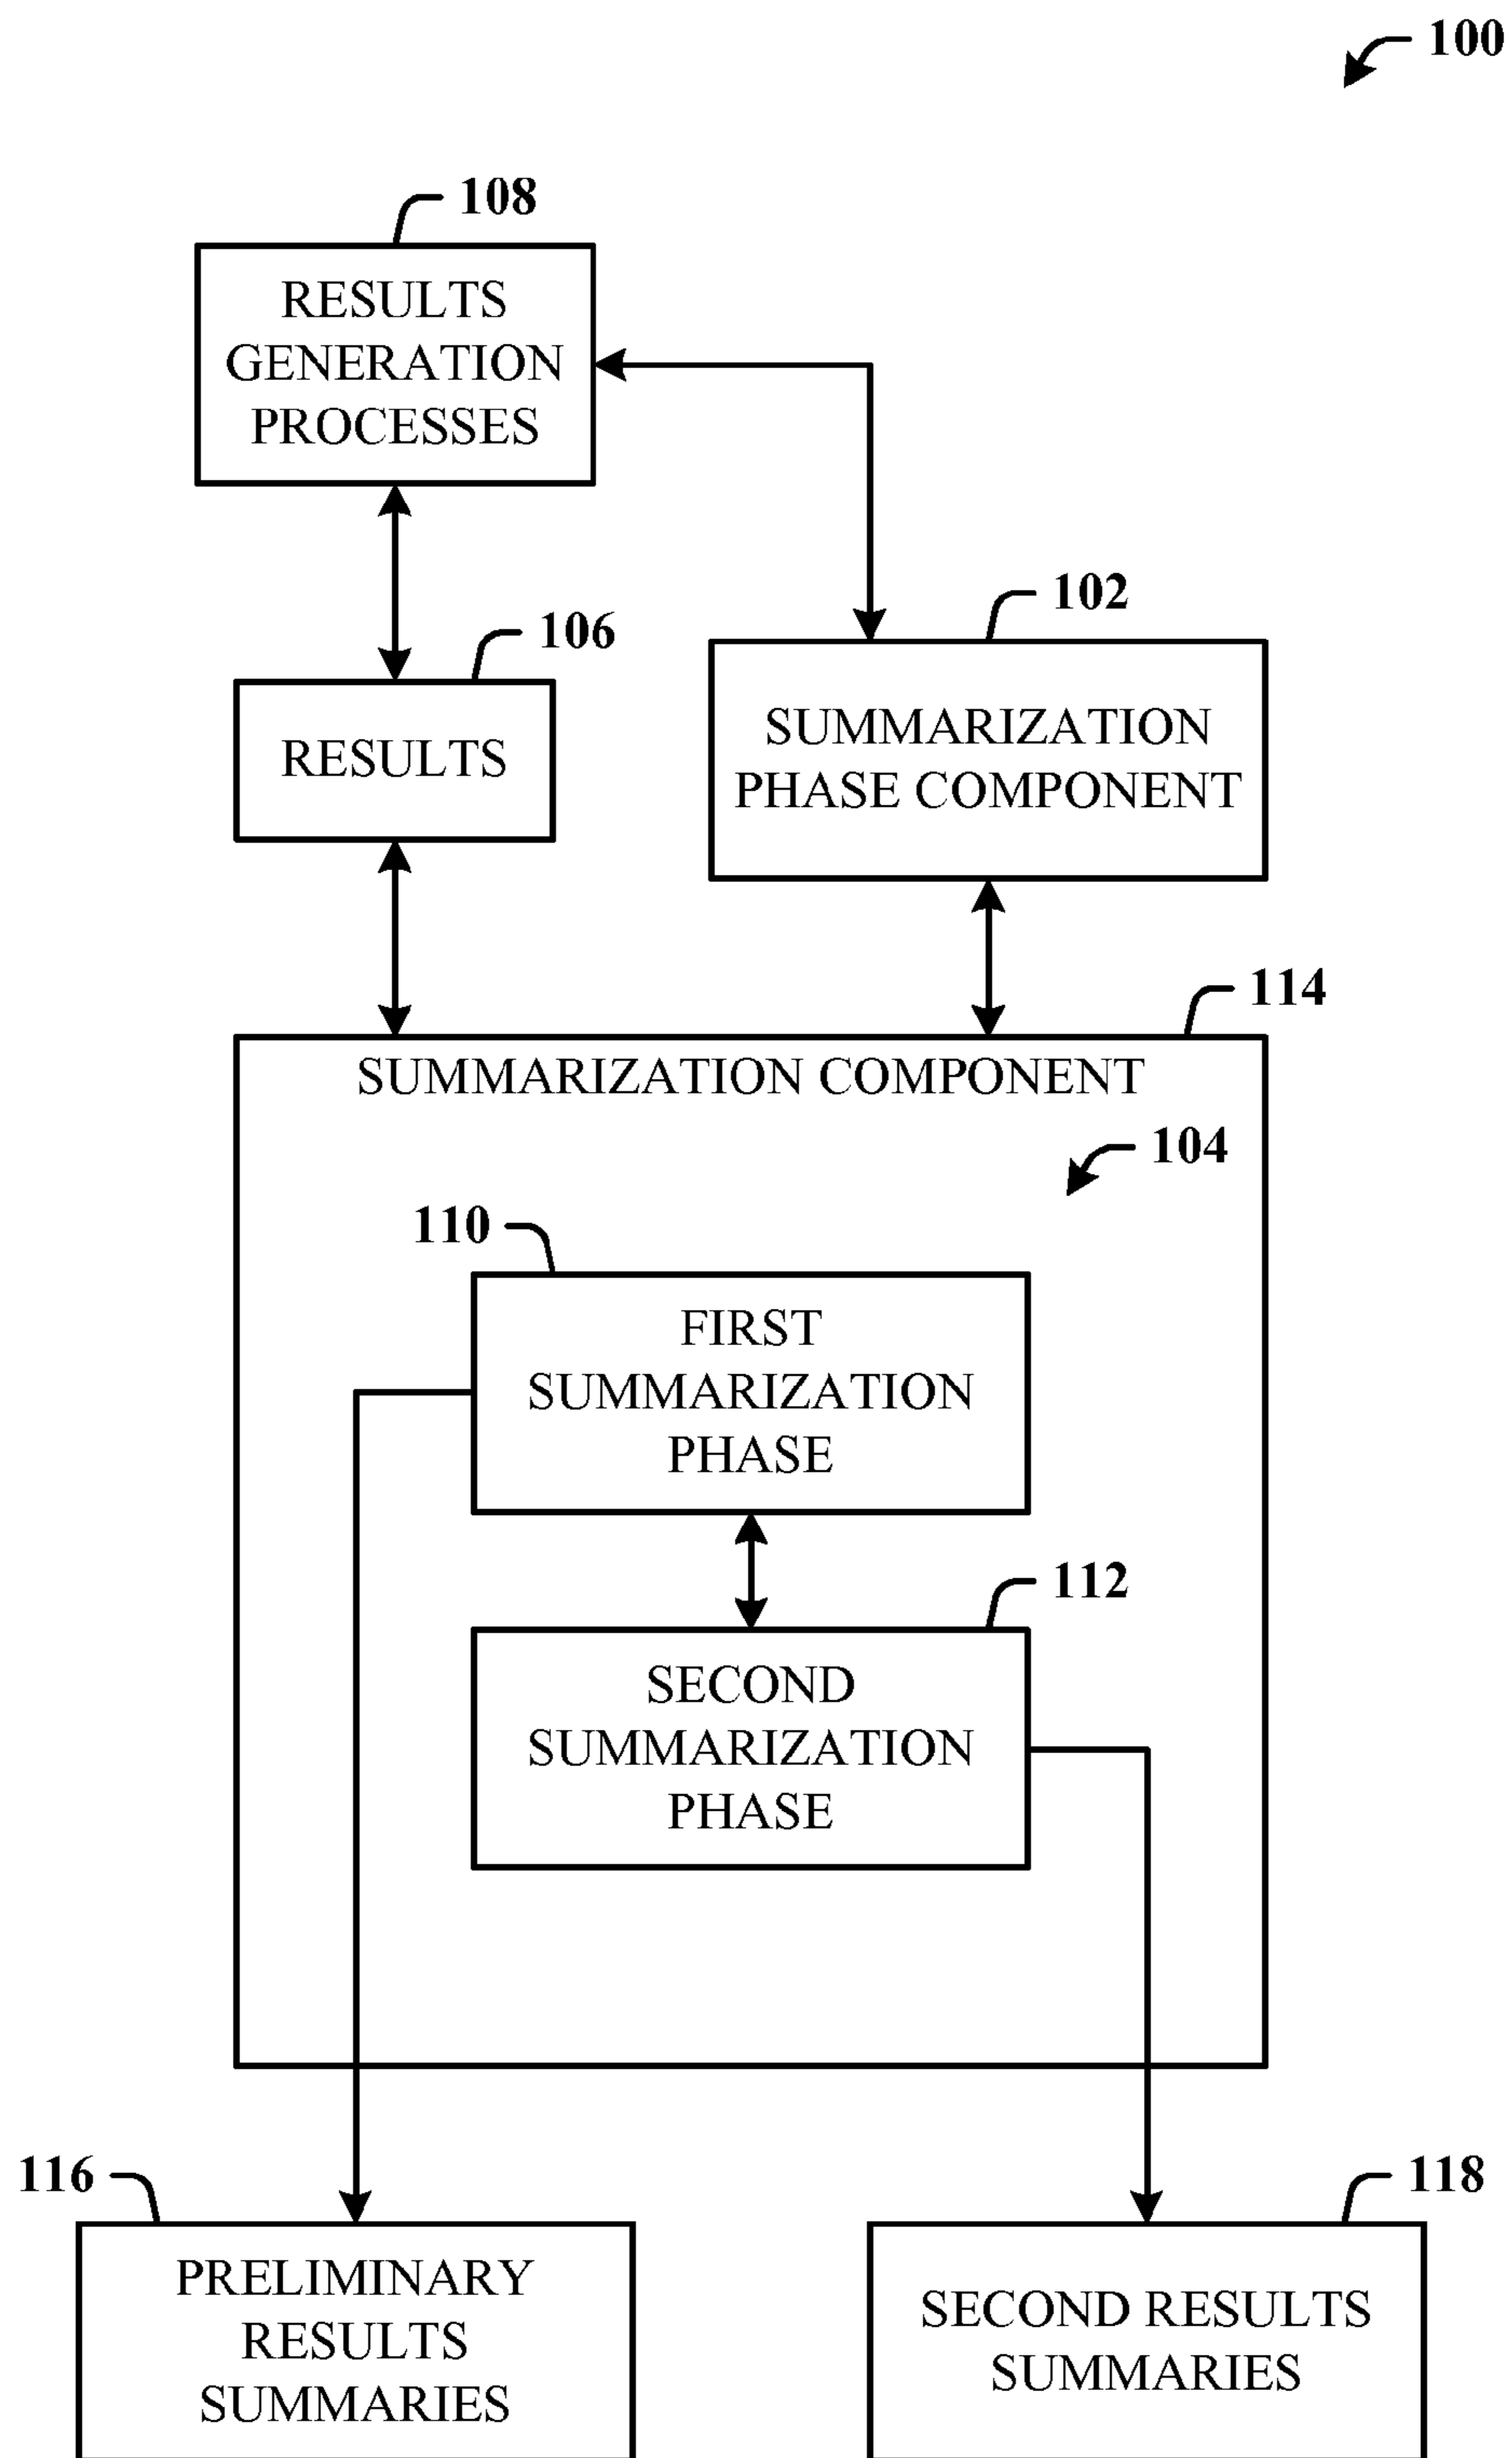 100
108
RESULTS
GENERATION
PROCESSES
102
106
SUMMARIZATION
PHASE COMPONENT
RESULTS
114
SUMMARIZATION COMPONENT
104
110
FIRST
SUMMARIZATION
PHASE
112
SECOND
SUMMARIZATION
PHASE
116
118
PRELIMINARY
RESULTS
SUMMARIES
SECOND RESULTS
SUMMARIES